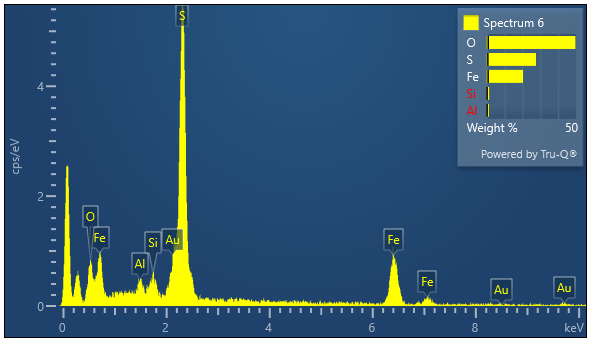 S
Spectrum 6
O
S
Fe
Si
Al
Weight % 50
Powered by Tru-Q®
cps/eV
4
2
0
O
Fe
Al
Si
Au
Fe
Fe
Au
Au
0 2 4 6 8 keV